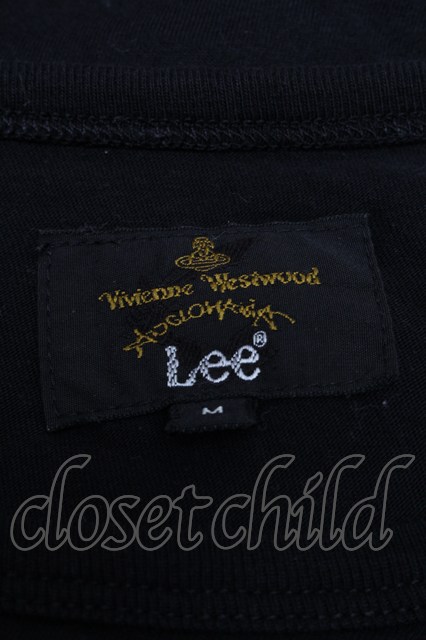 Vivienne Westwood
ANGLOMANIA
Lee®
M
closetchild